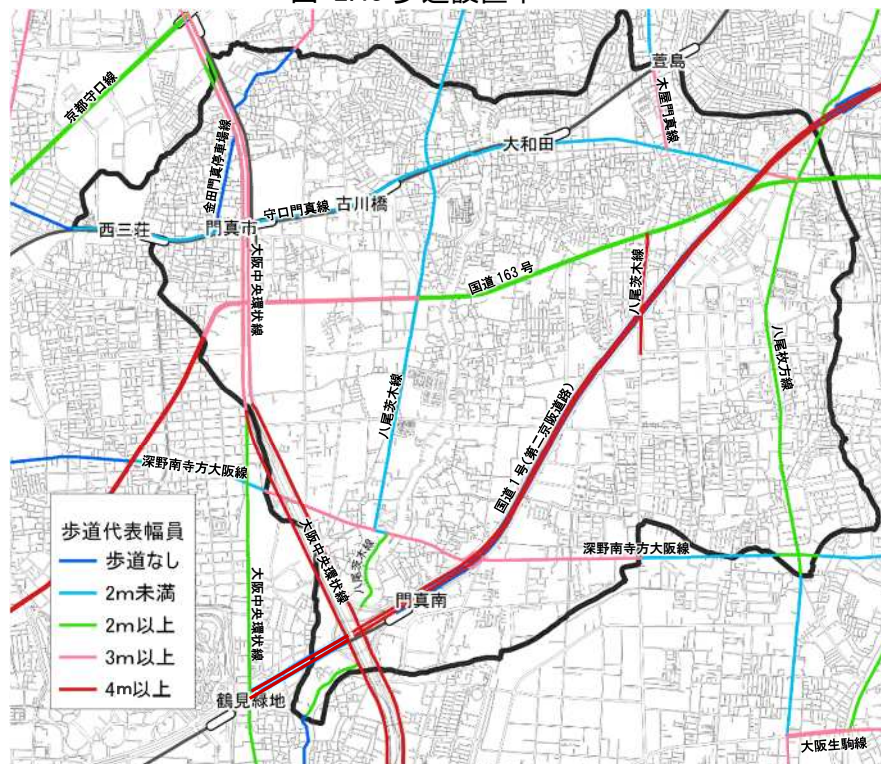 萱島
京都守口線
木屋門真線
大和田
金田門真停車場線
古川橋
守口門真線
西三荘
門真市
大阪中央環状線
国道163号
八尾茨木線
八尾枚方線
八尾茨木線
国道1号(第二京阪道路)
深野南寺方大阪線
歩道代表幅員
歩道なし
2m未満
2m以上
3m以上
4m以上
大阪中央環状線
八尾茨木線
深野南寺方大阪線
大阪中央環状線
門真南
鶴見緑地
大阪生駒線